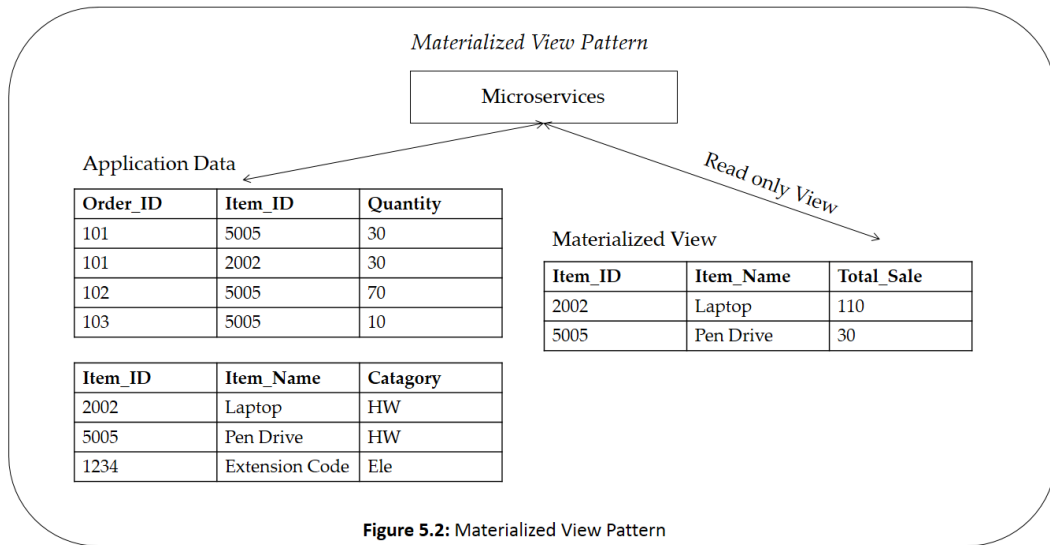 Materialized View Pattern
Microservices
Application Data
Order_ID Item_ID Quantity
101 5005 30
101 2002 30
102 5005 70
103 5005 10
Item_ID Item_Name Catagory
2002 Laptop HW
5005 Pen Drive HW
1234 Extension Code Ele
Read only View
Materialized View
Item_ID Item_Name Total_Sale
2002 Laptop 110
5005 Pen Drive 30
Figure 5.2: Materialized View Pattern